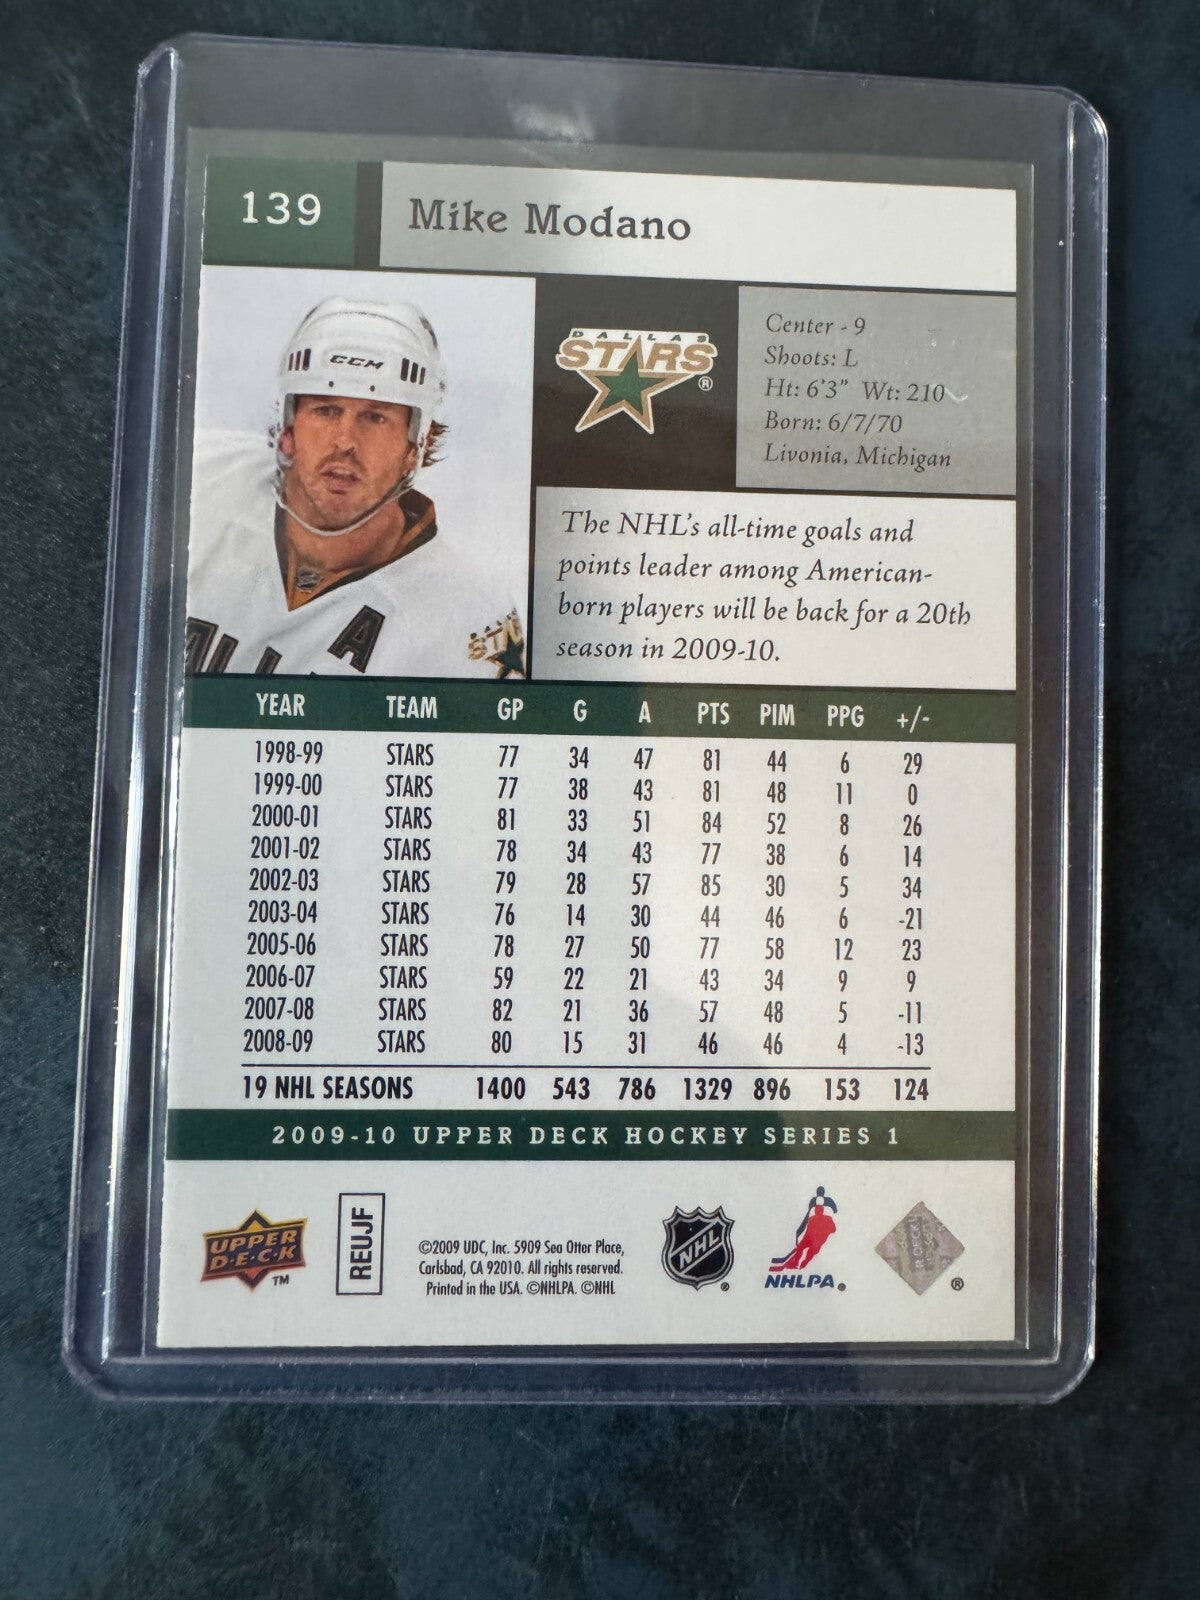 139
Mike Modano
CCM
A
DALLAS
STARS
®
Center - 9
Shoots: L
Ht: 6'3" Wt: 210
Born: 6/7/70
Livonia, Michigan
The NHL's all-time goals and
points leader among American-
born players will be back for a 20th
season in 2009-10.
YEAR TEAM GP G A PTS PIM PPG +/-
1998-99 STARS 77 34 47 81 44 6 29
1999-00 STARS 77 38 43 81 48 11 0
2000-01 STARS 81 33 51 84 52 8 26
2001-02 STARS 78 34 43 77 38 6 14
2002-03 STARS 79 28 57 85 30 5 34
2003-04 STARS 76 14 30 44 46 6 -21
2005-06 STARS 78 27 50 77 58 12 23
2006-07 STARS 59 22 21 43 34 9 9
2007-08 STARS 82 21 36 57 48 5 -11
2008-09 STARS 80 15 31 46 46 4 -13
19 NHL SEASONS 1400 543 786 1329 896 153 124
2009-10 UPPER DECK HOCKEY SERIES 1
UPPER
D·E·C·K
TM
REUJF
©2009 UDC, Inc. 5909 Sea Otter Place,
Carlsbad, CA 92010. All rights reserved.
Printed in the USA. ©NHLPA. ©NHL
NHL
®
NHLPA®
®